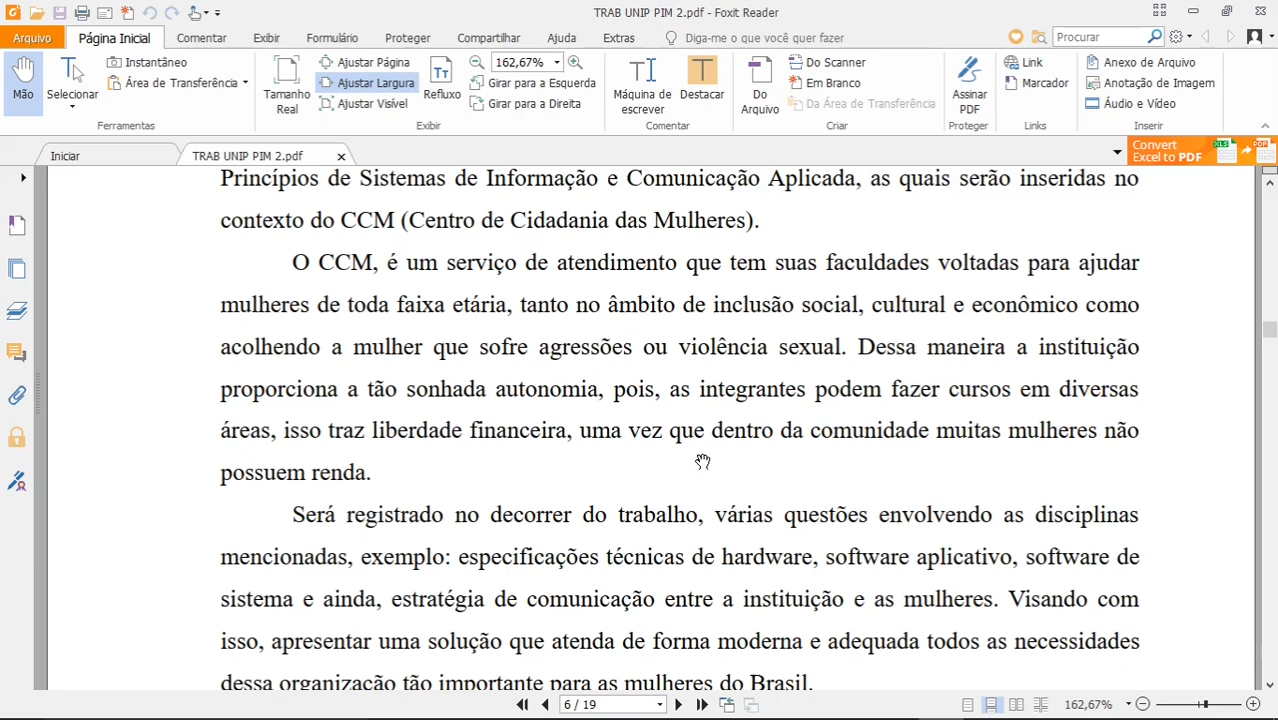 TRAB UNIP PIM 2.pdf - Foxit Reader
Arquivo Página Inicial Comentar Exibir Formulário Proteger Compartilhar Ajuda Extras Diga-me o que você quer fazer Procurar
Mão
Selecionar
Instantâneo
Área de Transferência
Ferramentas
Tamanho Real
Ajustar Página
Ajustar Largura
Ajustar Visível
Refluxo
162,67%
Girar para a Esquerda
Girar para a Direita
Exibir
Máquina de escrever
Destacar
Comentar
Do Arquivo
Do Scanner
Em Branco
Da Área de Transferência
Criar
Assinar PDF
Proteger
Link
Marcador
Links
Anexo de Arquivo
Anotação de Imagem
Áudio e Vídeo
Inserir
Iniciar
TRAB UNIP PIM 2.pdf
Convert
Excel to PDF
Princípios de Sistemas de Informação e Comunicação Aplicada, as quais serão inseridas no
contexto do CCM (Centro de Cidadania das Mulheres).
O CCM, é um serviço de atendimento que tem suas faculdades voltadas para ajudar
mulheres de toda faixa etária, tanto no âmbito de inclusão social, cultural e econômico como
acolhendo a mulher que sofre agressões ou violência sexual. Dessa maneira a instituição
proporciona a tão sonhada autonomia, pois, as integrantes podem fazer cursos em diversas
áreas, isso traz liberdade financeira, uma vez que dentro da comunidade muitas mulheres não
possuem renda.
Será registrado no decorrer do trabalho, várias questões envolvendo as disciplinas
mencionadas, exemplo: especificações técnicas de hardware, software aplicativo, software de
sistema e ainda, estratégia de comunicação entre a instituição e as mulheres. Visando com
isso, apresentar uma solução que atenda de forma moderna e adequada todos as necessidades
dessa organização tão importante para as mulheres do Brasil.
6 / 19
162,67%